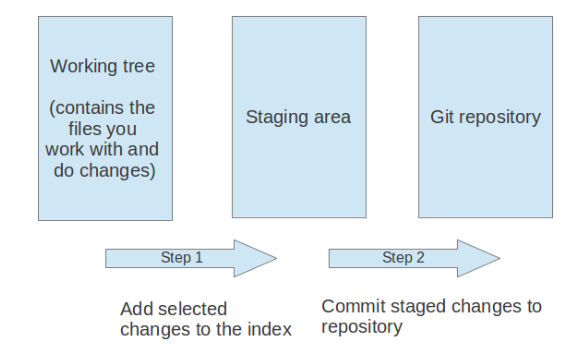 Working tree
(contains the
files you
work with and
do changes)
Staging area
Git repository
Step 1
Step 2
Add selected
changes to the index
Commit staged changes to
repository